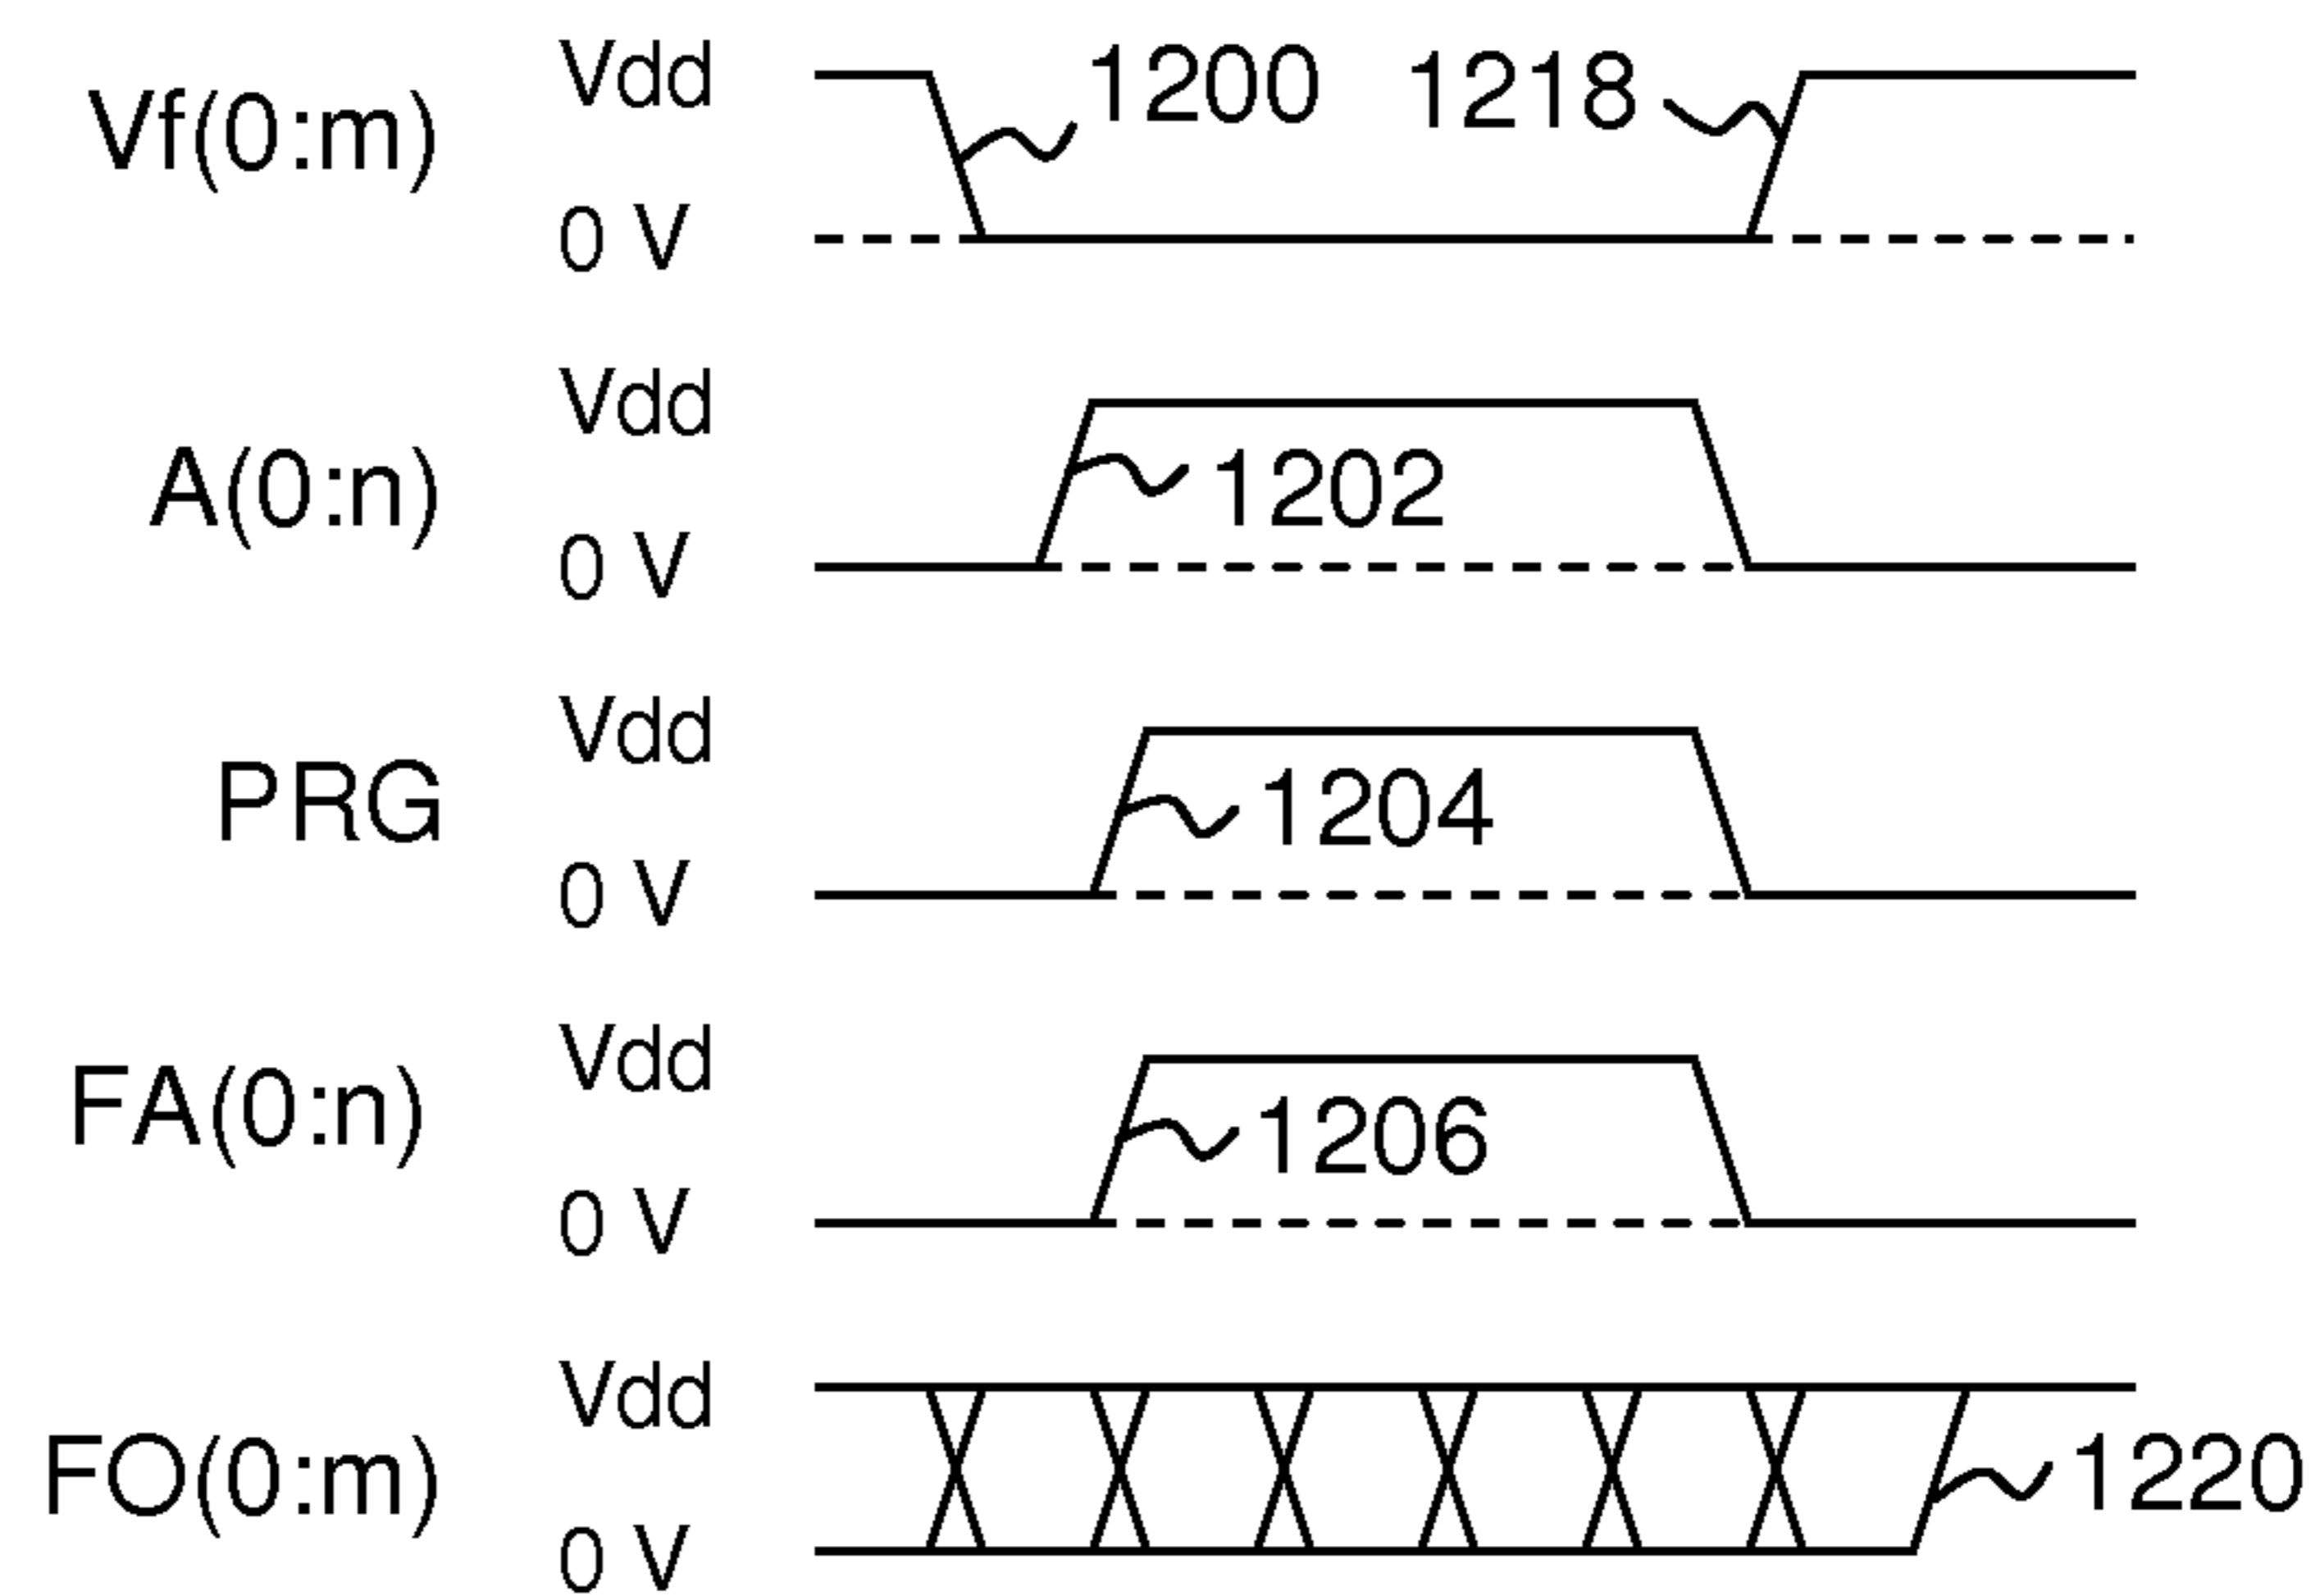 Vdd
Vf(0:m)
1200
1218
0 V
Vdd
A(0:n)
1202
0 V
Vdd
PRG
1204
0 V
Vdd
FA(0:n)
1206
0 V
Vdd
FO(0:m)
1220
0 V